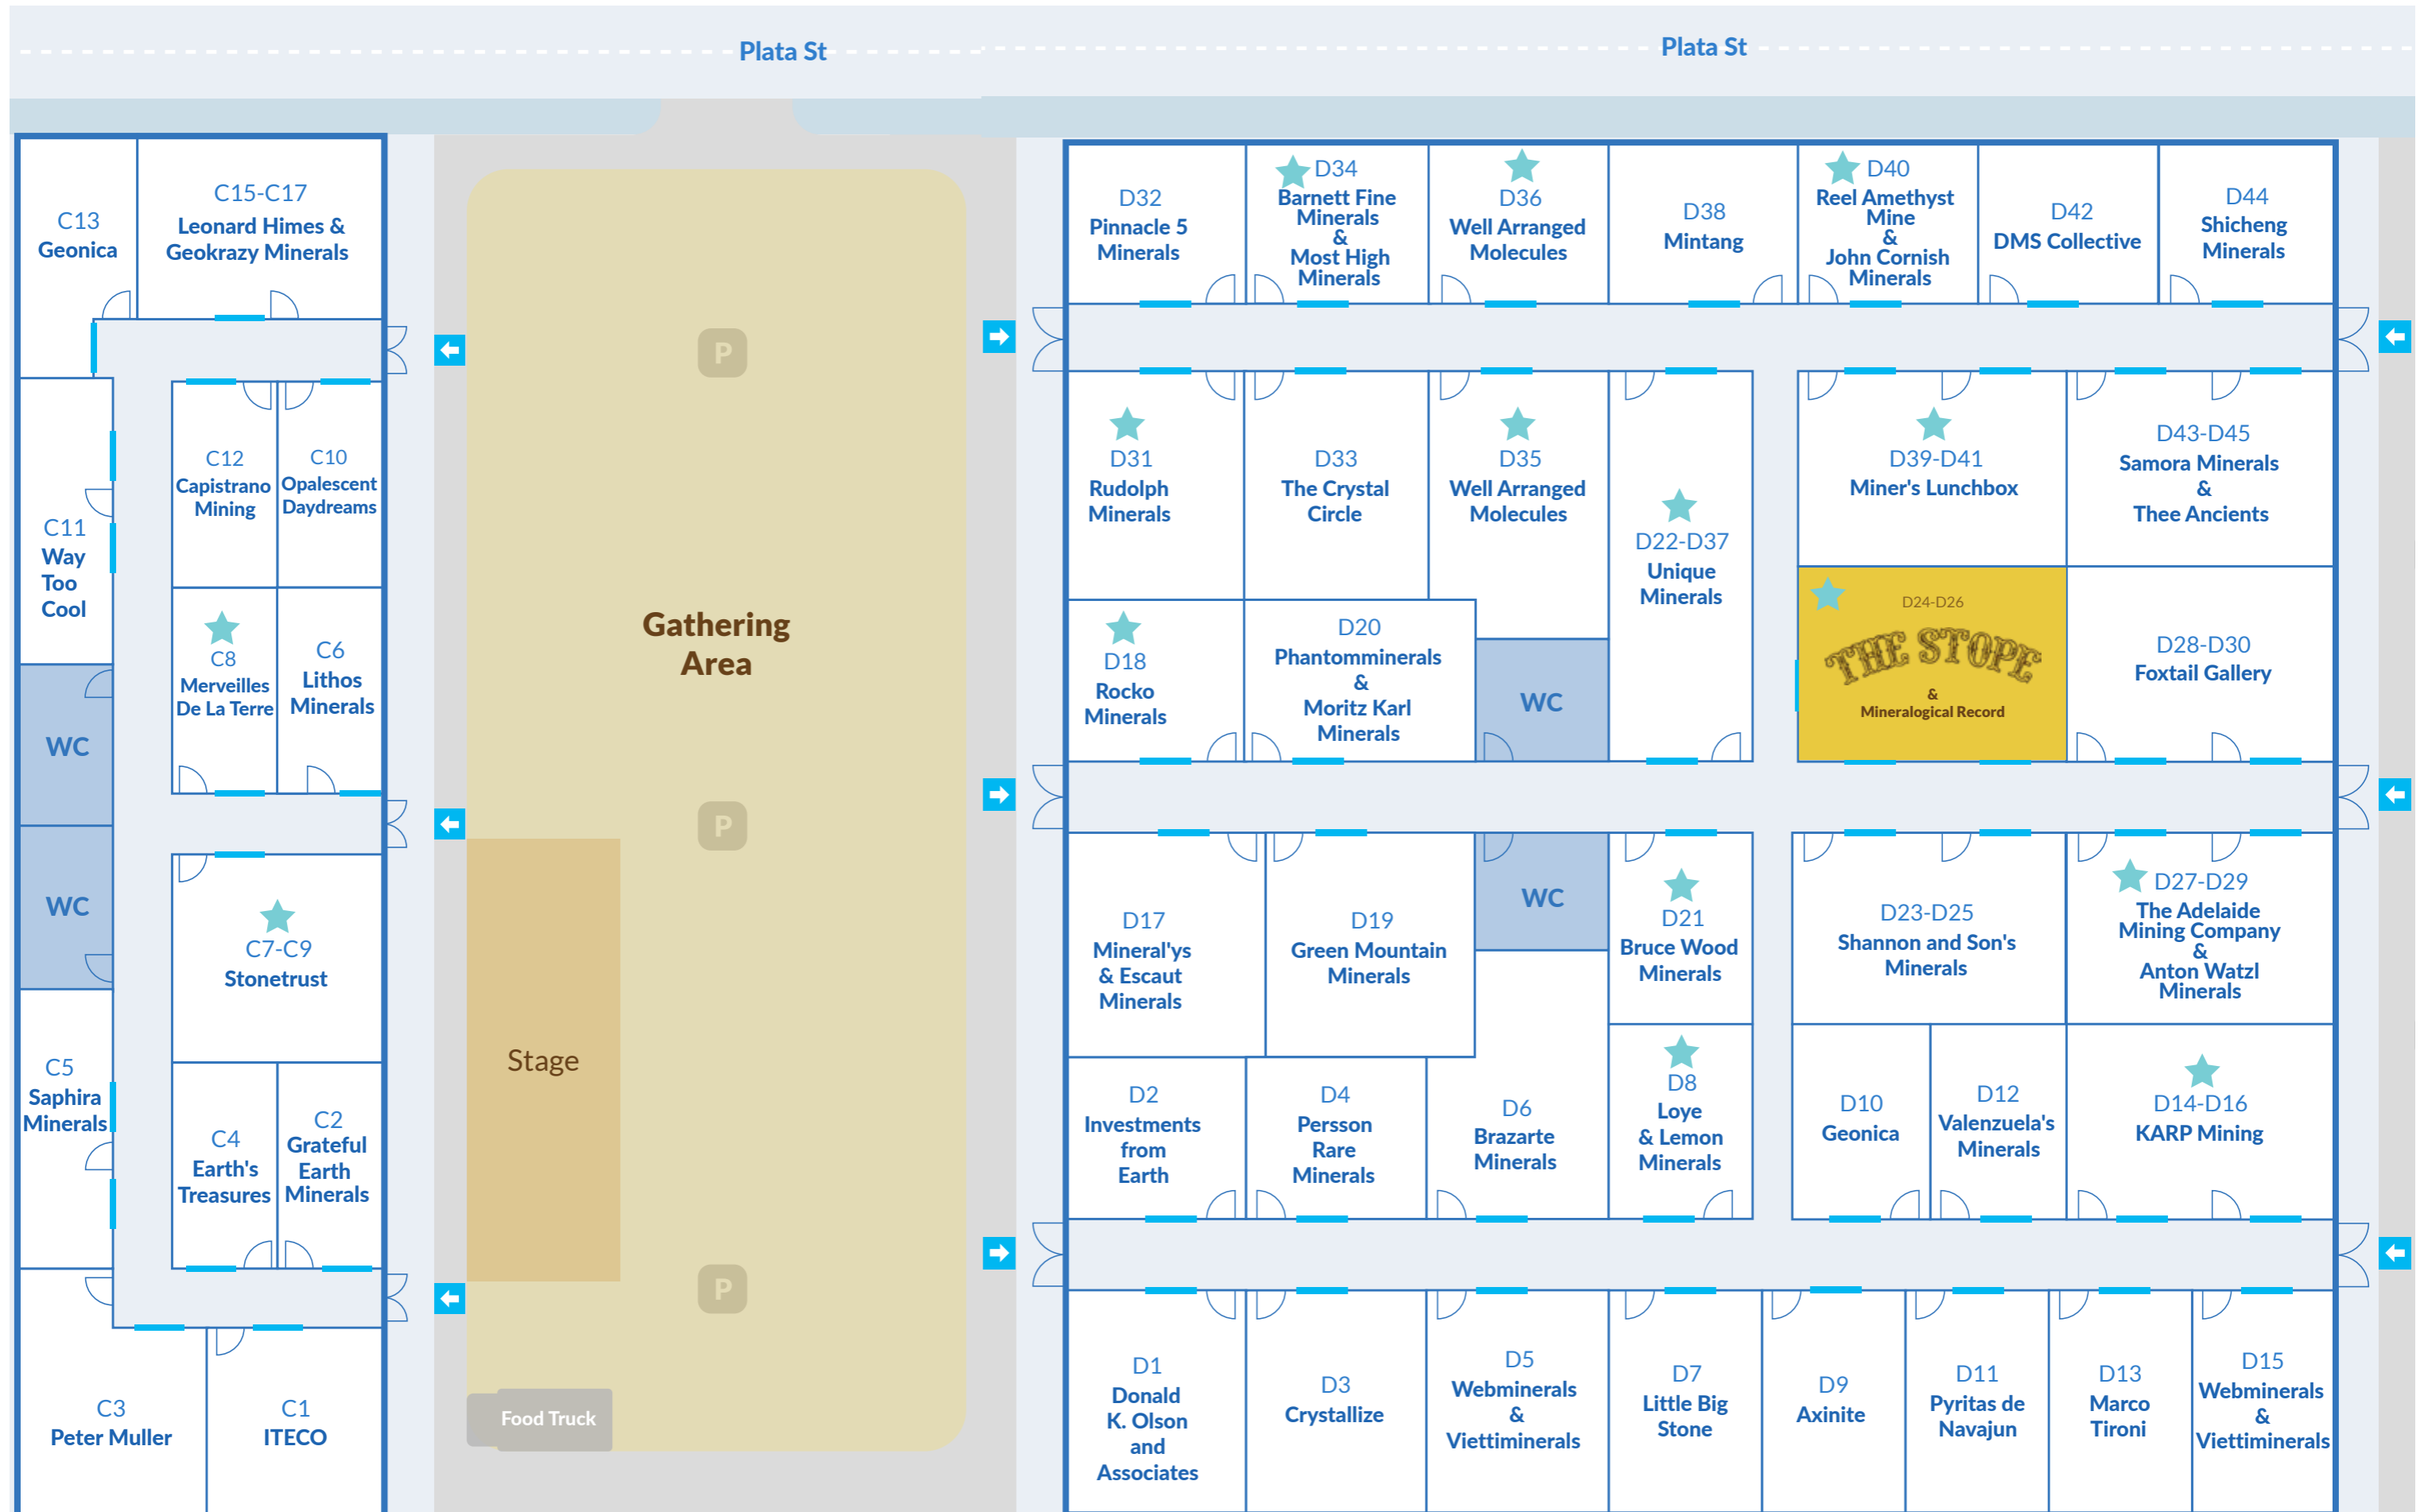 Plata St
Plata St
C13
Geonica
C15-C17
Leonard Himes &
Geokrazy Minerals
C12
Capistrano
Mining
C10
Opalescent
Daydreams
C11
Way
Too
Cool
C8
Merveilles
De La Terre
C6
Lithos
Minerals
WC
WC
C7-C9
Stonetrust
C5
Saphira
Minerals
C4
Earth's
Treasures
C2
Grateful
Earth
Minerals
C3
Peter Muller
C1
ITECO
P
Gathering
Area
P
Stage
P
Food Truck
D32
Pinnacle 5
Minerals
D34
Barnett Fine
Minerals
&
Most High
Minerals
D36
Well Arranged
Molecules
D38
Mintang
D40
Reel Amethyst
Mine
&
John Cornish
Minerals
D42
DMS Collective
D44
Shicheng
Minerals
D31
Rudolph
Minerals
D33
The Crystal
Circle
D35
Well Arranged
Molecules
D22-D37
Unique
Minerals
D39-D41
Miner's Lunchbox
D43-D45
Samora Minerals
&
Thee Ancients
D18
Rocko
Minerals
D20
Phantomminerals
&
Moritz Karl
Minerals
WC
D24-D26
THE STOPE
&
Mineralogical Record
D28-D30
Foxtail Gallery
D17
Mineral'ys
& Escaut
Minerals
D19
Green Mountain
Minerals
WC
D21
Bruce Wood
Minerals
D23-D25
Shannon and Son's
Minerals
D27-D29
The Adelaide
Mining Company
&
Anton Watzl
Minerals
D2
Investments
from
Earth
D4
Persson
Rare
Minerals
D6
Brazarte
Minerals
D8
Loye
& Lemon
Minerals
D10
Geonica
D12
Valenzuela's
Minerals
D14-D16
KARP Mining
D1
Donald
K. Olson
and
Associates
D3
Crystallize
D5
Webminerals
&
Viettiminerals
D7
Little Big
Stone
D9
Axinite
D11
Pyritas de
Navajun
D13
Marco
Tironi
D15
Webminerals
&
Viettiminerals